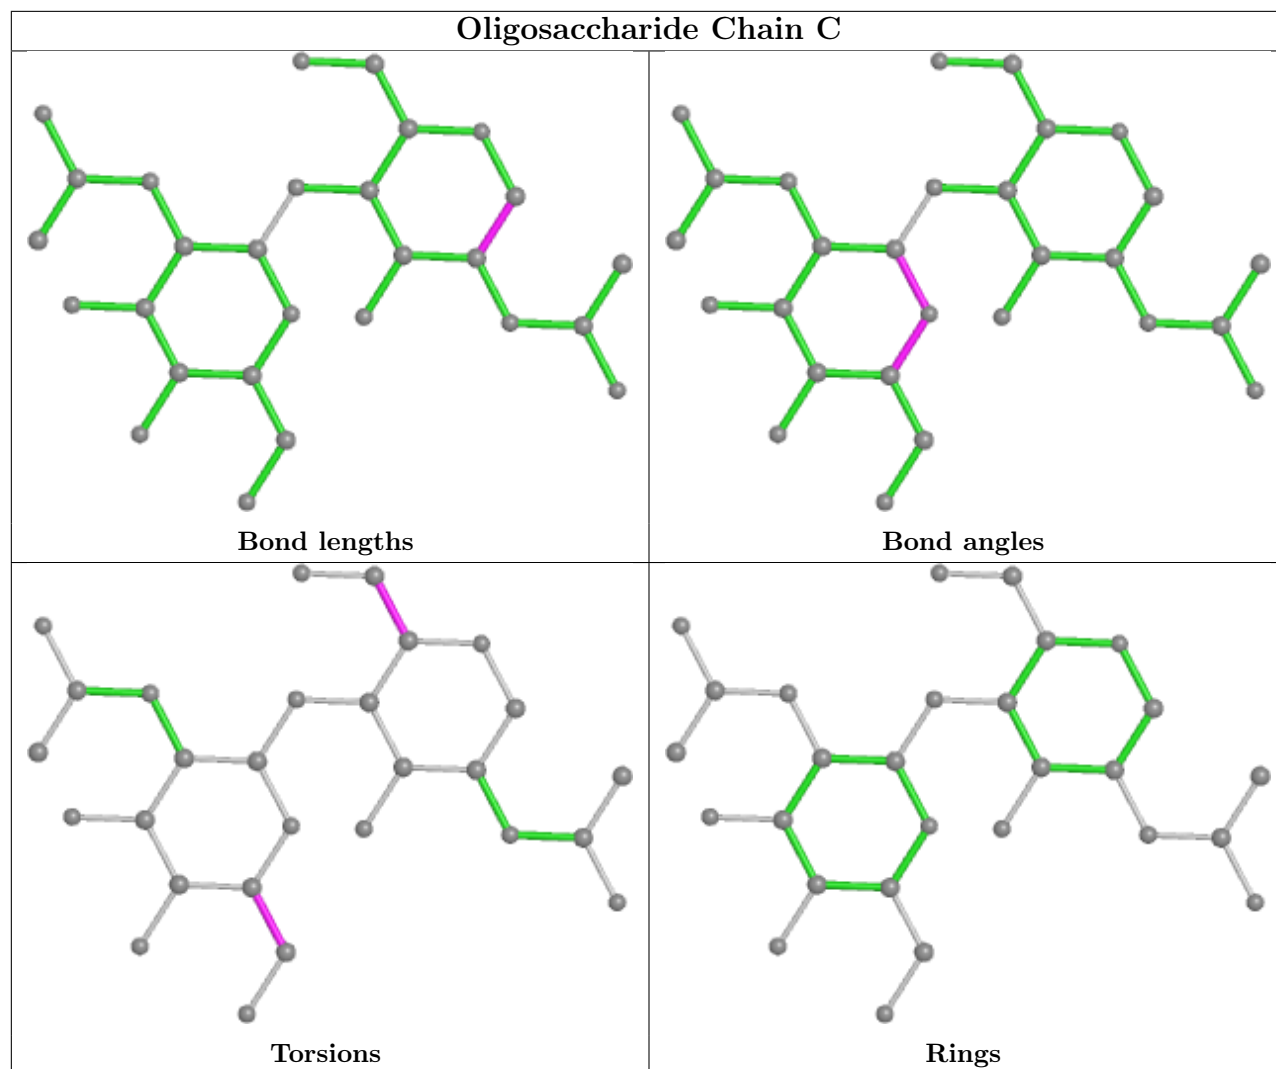 Oligosaccharide Chain C
Bond lengths
Bond angles
Torsions
Rings